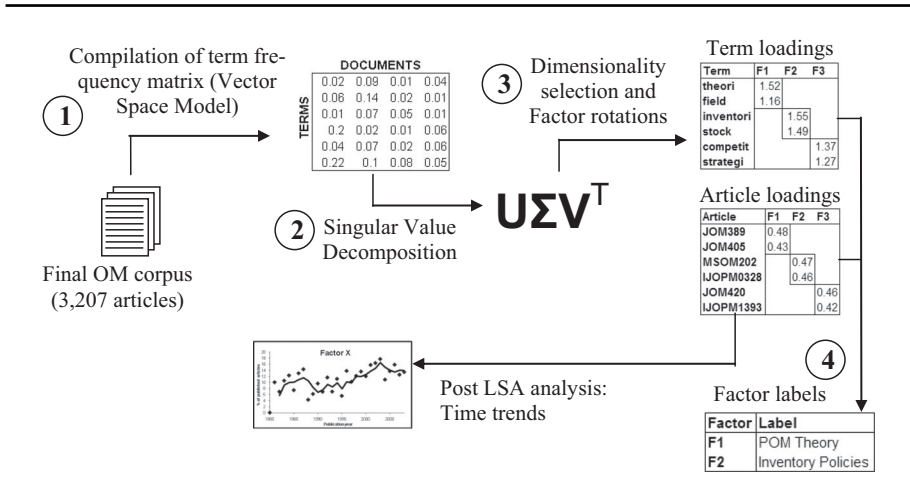 Compilation of term fre-
quency matrix (Vector
Space Model)
1
DOCUMENTS
TERMS
0.02 0.09 0.01 0.04
0.06 0.14 0.02 0.01
0.01 0.07 0.05 0.01
0.2 0.02 0.01 0.06
0.04 0.07 0.02 0.06
0.22 0.1 0.08 0.05
Final OM corpus
(3,207 articles)
2
Singular Value
Decomposition
UΣV^T
3
Dimensionality
selection and
Factor rotations
Term loadings
Term F1 F2 F3
theori 1.52
field 1.16
inventori 1.55
stock 1.49
competit 1.37
strategi 1.27
Article loadings
Article F1 F2 F3
JOM389 0.48
JOM405 0.43
MSOM202 0.47
IJOPM0328 0.46
JOM420 0.46
IJOPM1393 0.42
4
Factor labels
Factor Label
F1 POM Theory
F2 Inventory Policies
Post LSA analysis:
Time trends
Factor X
Publication year